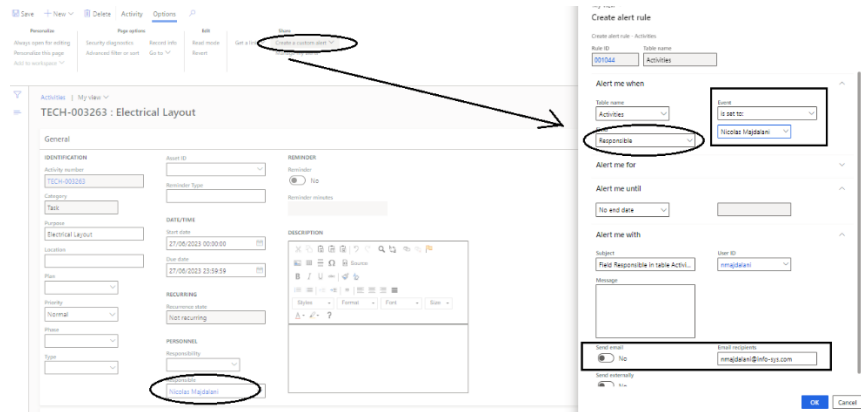 Save + New Delete Activity Options
Personalize Page options Edit Share
Always open for editing Security diagnostics Record info Read mode Get a link Create a custom alert
Personalize this page Advanced filter or sort Go to Revert
Add to workspace
Activities | My view
TECH-003263 : Electrical Layout
General
IDENTIFICATION
Activity number
TECH-003263
Category
Task
Purpose
Electrical Layout
Location
Plan
Priority
Normal
Phase
Type
Asset ID
Reminder Type
DATE/TIME
Start date
27/06/2023 00:00:00
Due date
27/06/2023 23:59:59
RECURRING
Recurrence state
Not recurring
PERSONNEL
Responsibility
Responsible
Nicolas Majdalani
REMINDER
Reminder
No
Reminder minutes
DESCRIPTION
Source
B I U
Styles Format Font Size
A ?
Create alert rule
Create alert rule - Activities
Rule ID Table name
001044 Activities
Alert me when
Table name Event
Activities is set to:
Responsible Nicolas Majdalani
Alert me for
Alert me until
No end date
Alert me with
Subject User ID
Field Responsible in table Activi... nmajdalani
Message
Send email Email recipients
No nmajdalani@info-sys.com
Send externally
No
OK Cancel